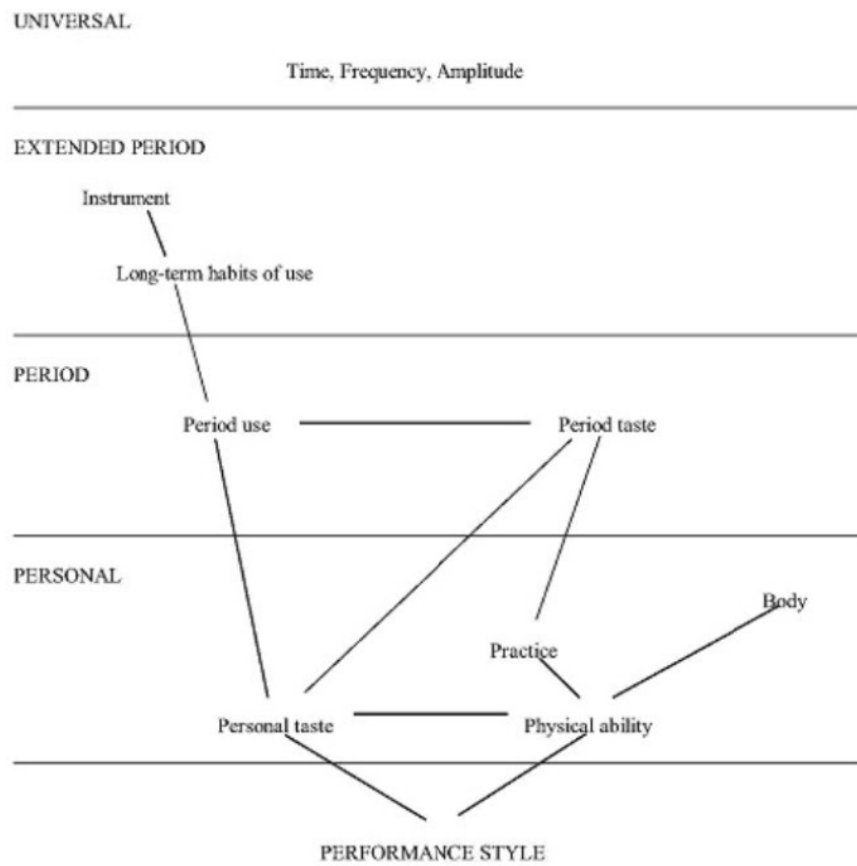 UNIVERSAL
Time, Frequency, Amplitude
EXTENDED PERIOD
Instrument
Long-term habits of use
PERIOD
Period use Period taste
PERSONAL
Body
Practice
Personal taste Physical ability
PERFORMANCE STYLE